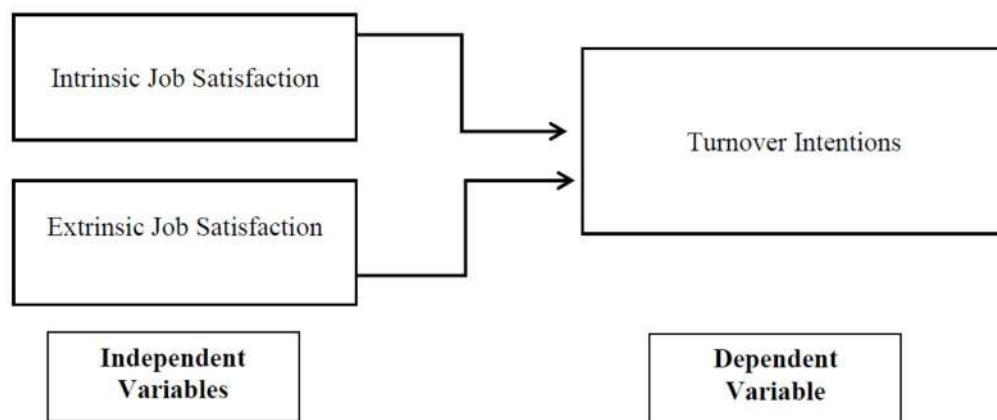 Intrinsic Job Satisfaction
Turnover Intentions
Extrinsic Job Satisfaction
Independent
Variables
Dependent
Variable